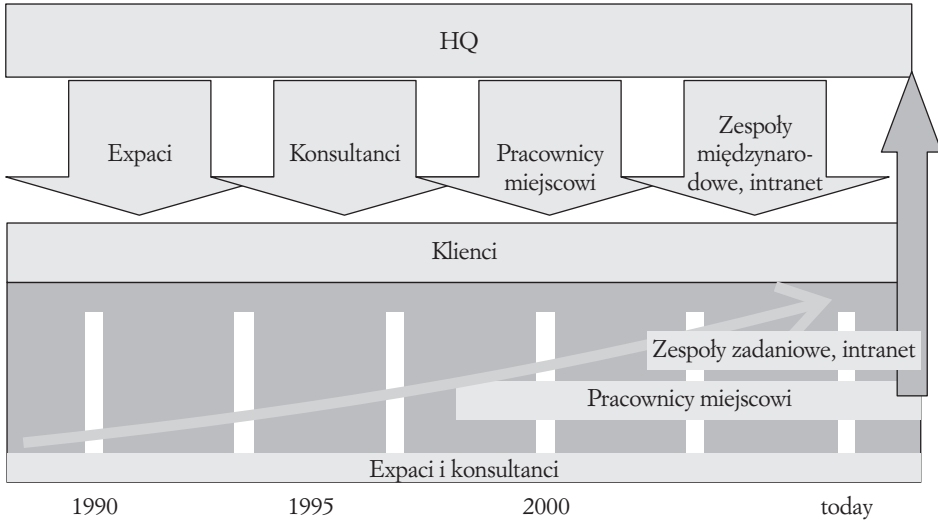 HQ
Expaci
Konsultanci
Pracownicy
miejscowi
Zespoły
międzynaro-
dowe, intranet
Klienci
Zespoły zadaniowe, intranet
Pracownicy miejscowi
Expaci i konsultanci
1990
1995
2000
today